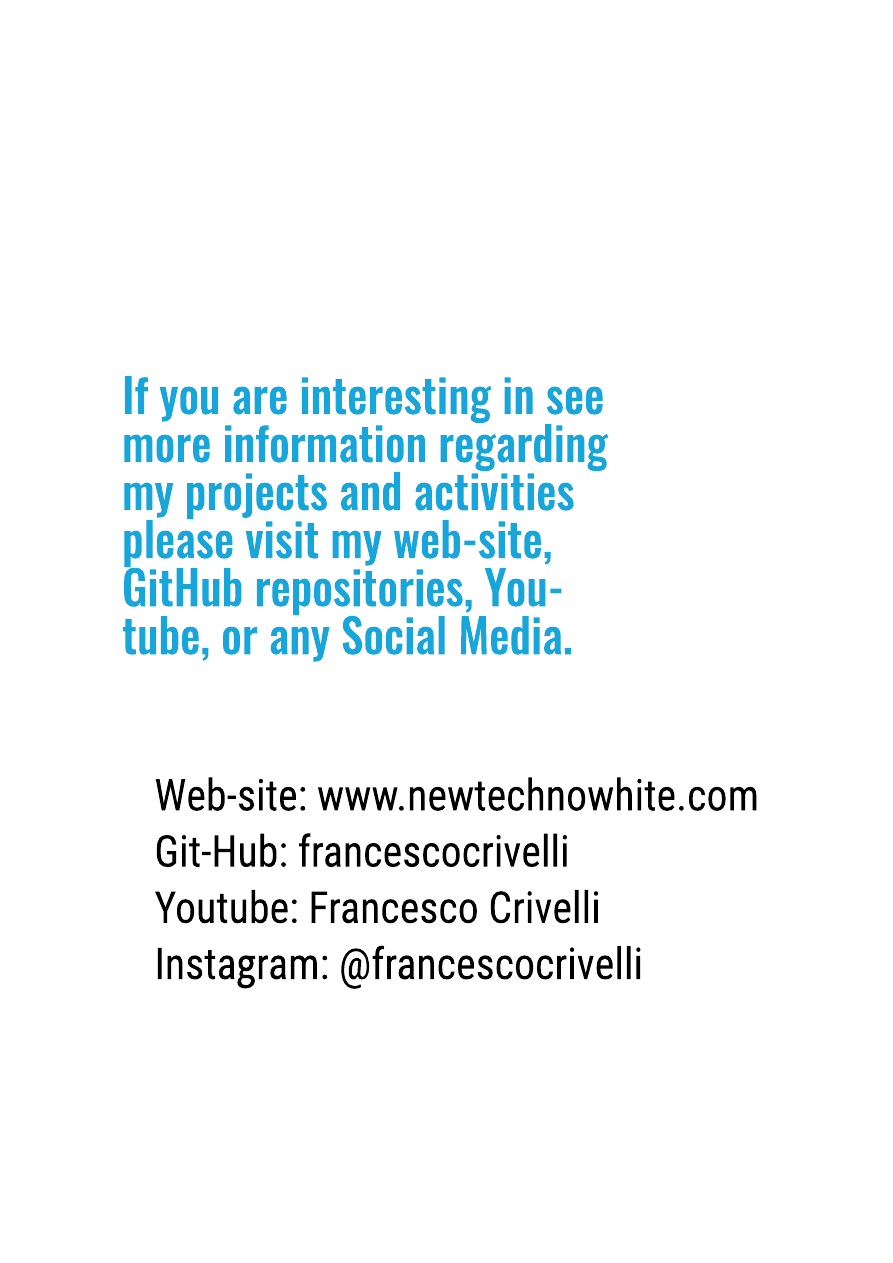 If you are interesting in see
more information regarding
my projects and activities
please visit my web-site,
GitHub repositories, You-
tube, or any Social Media.
Web-site: www.newtechnowhite.com
Git-Hub: francescocrivelli
Youtube: Francesco Crivelli
Instagram: @francescocrivelli